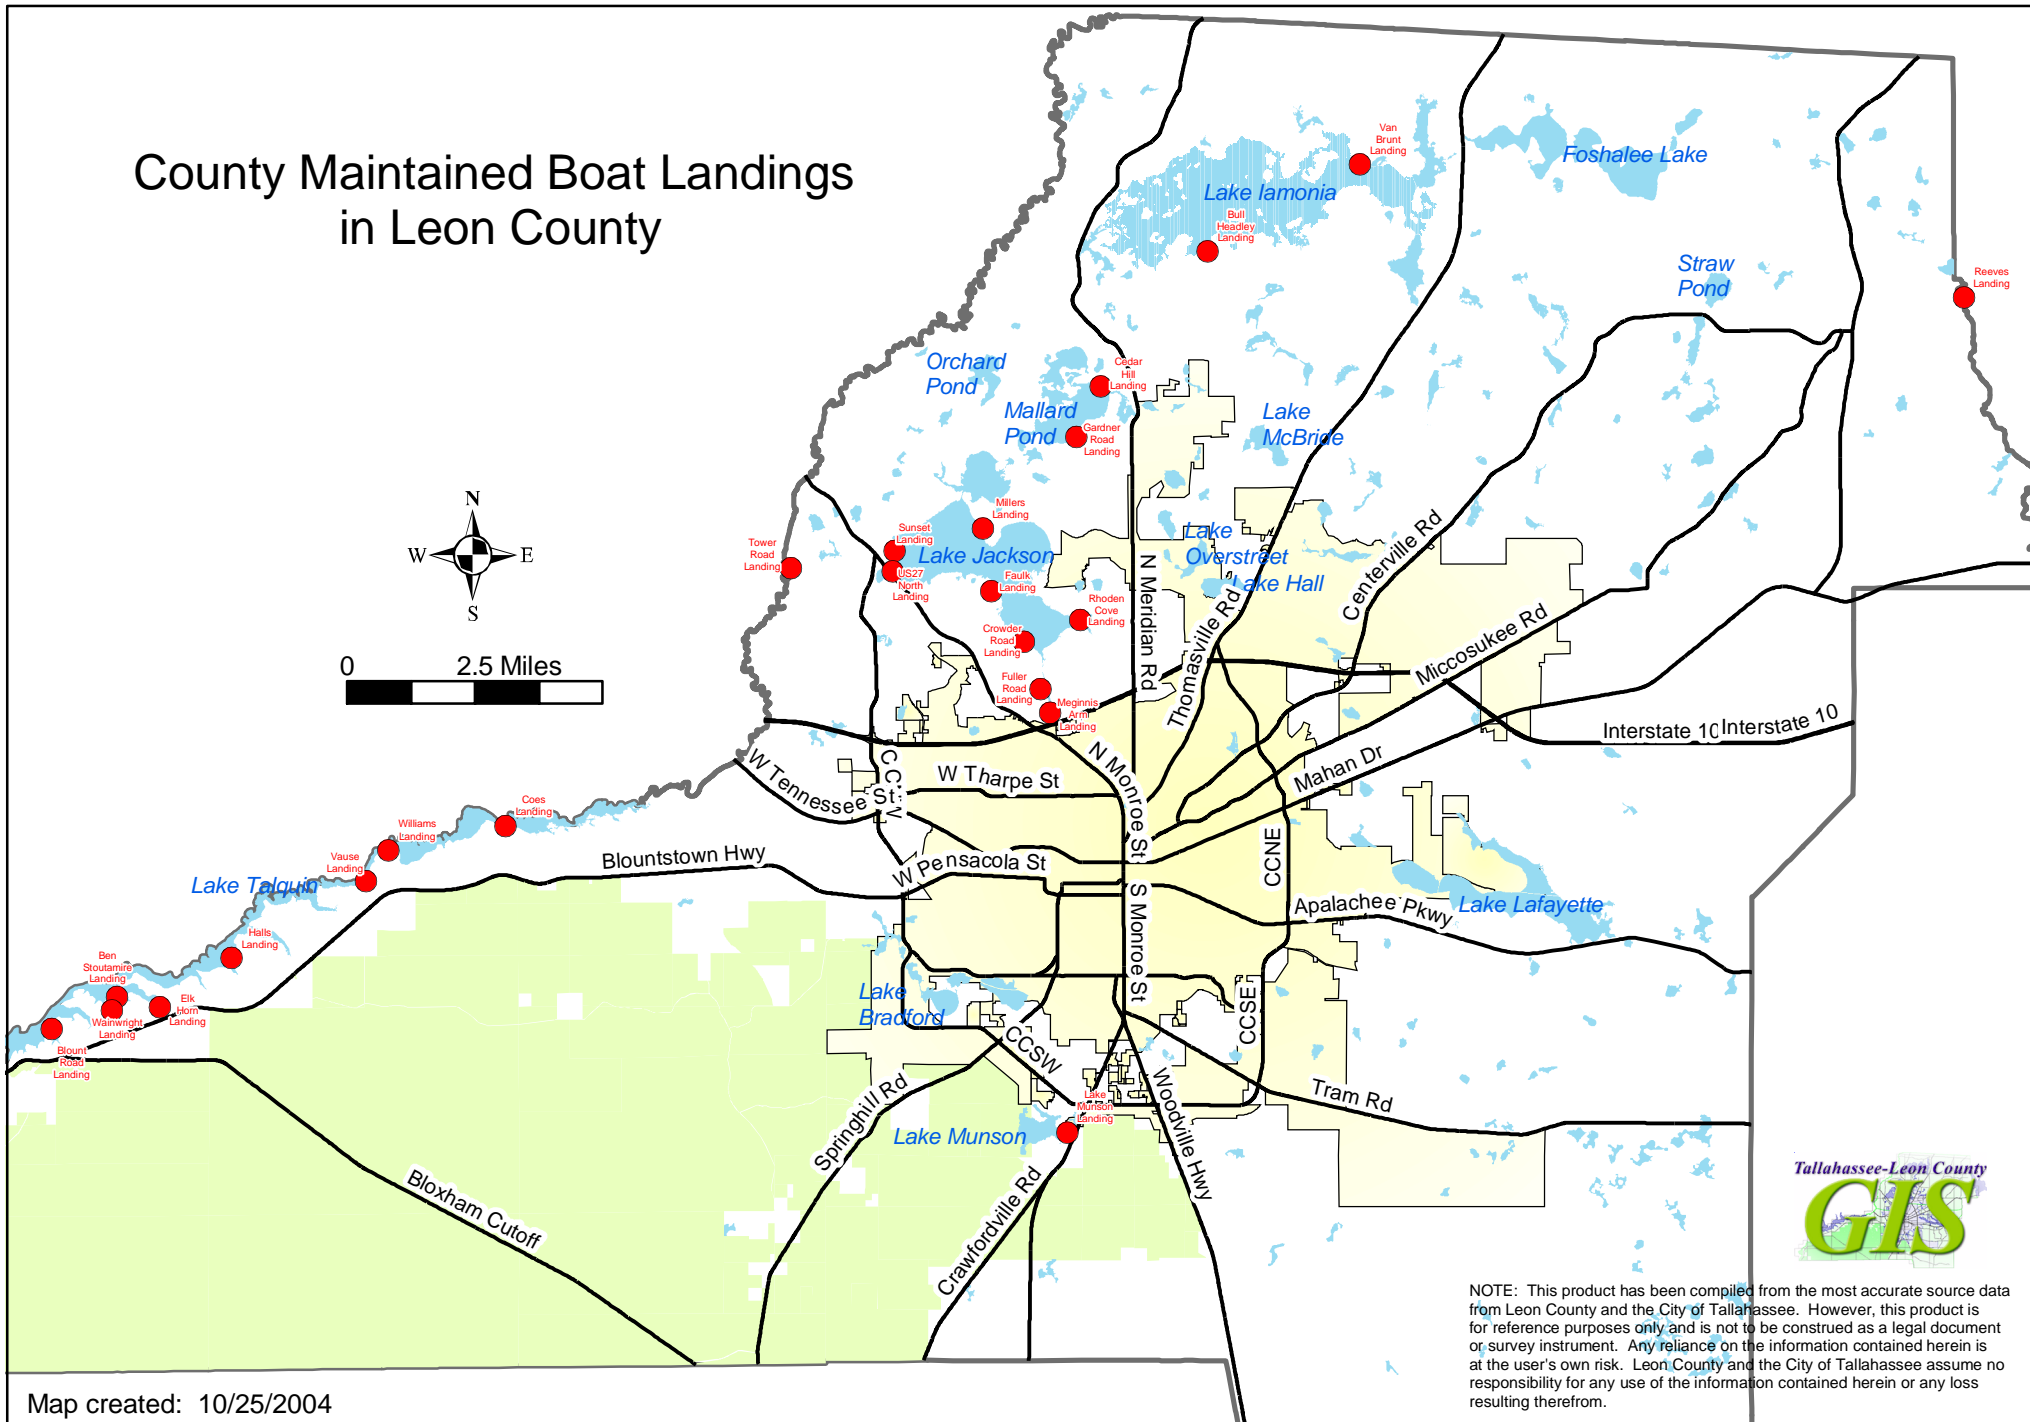 County Maintained Boat Landings
in Leon County
Van
Brunt
Landing
Foshalee Lake
Lake Iamonia
Bull
Headley
Landing
Straw
Pond
Reeves
Landing
Orchard
Pond
Cedar
Hill
Landing
Mallard
Pond
Gardner
Road
Landing
Lake
McBride
N
W
E
S
Millers
Landing
Sunset
Landing
Lake Jackson
Tower
Road
Landing
US27
North
Landing
Faulk
Landing
Lake
Overstreet
Lake Hall
Rhoden
Cove
Landing
Crowder
Road
Landing
N Meridian Rd
Thomasville Rd
Centerville Rd
Miccosukee Rd
0
2.5 Miles
Fuller
Road
Landing
Meginnis
Arm
Landing
Interstate 10
Interstate 10
W Tennessee St
CCNW
W Tharpe St
N Monroe St
Mahan Dr
Coes
Landing
Williams
Landing
Vause
Landing
Lake Talquin
Blountstown Hwy
W Pensacola St
CCNE
S Monroe St
Apalachee Pkwy
Lake Lafayette
Halls
Landing
Ben
Stoutamire
Landing
Elk
Horn
Landing
Wainwright
Landing
Blount
Road
Landing
Lake
Bradford
CCSW
CCSE
Springhill Rd
Lake
Munson
Landing
Woodville Hwy
Tram Rd
Lake Munson
Bloxham Cutoff
Crawfordville Rd
Tallahassee-Leon County
GIS
NOTE: This product has been compiled from the most accurate source data
from Leon County and the City of Tallahassee. However, this product is
for reference purposes only and is not to be construed as a legal document
or survey instrument. Any reliance on the information contained herein is
at the user's own risk. Leon County and the City of Tallahassee assume no
responsibility for any use of the information contained herein or any loss
resulting therefrom.
Map created: 10/25/2004